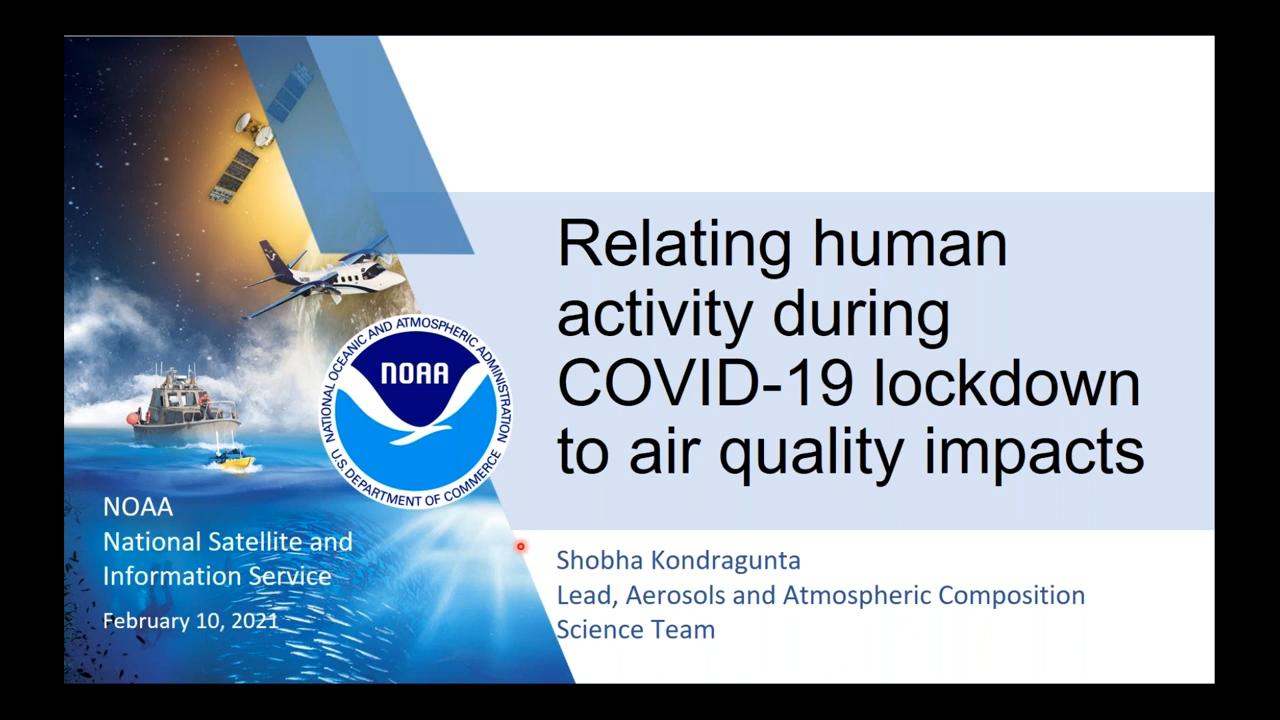 Relating human
activity during
COVID-19 lockdown
to air quality impacts
NATIONAL OCEANIC AND ATMOSPHERIC ADMINISTRATION
NOAA
U.S. DEPARTMENT OF COMMERCE
NOAA
National Satellite and
Information Service
February 10, 2021
Shobha Kondragunta
Lead, Aerosols and Atmospheric Composition
Science Team